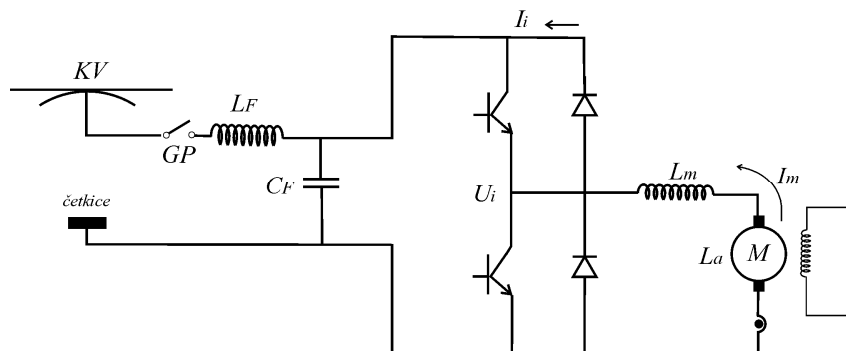 I_i
KV
L_F
GP
C_F
četkice
U_i
L_m
I_m
L_a
M